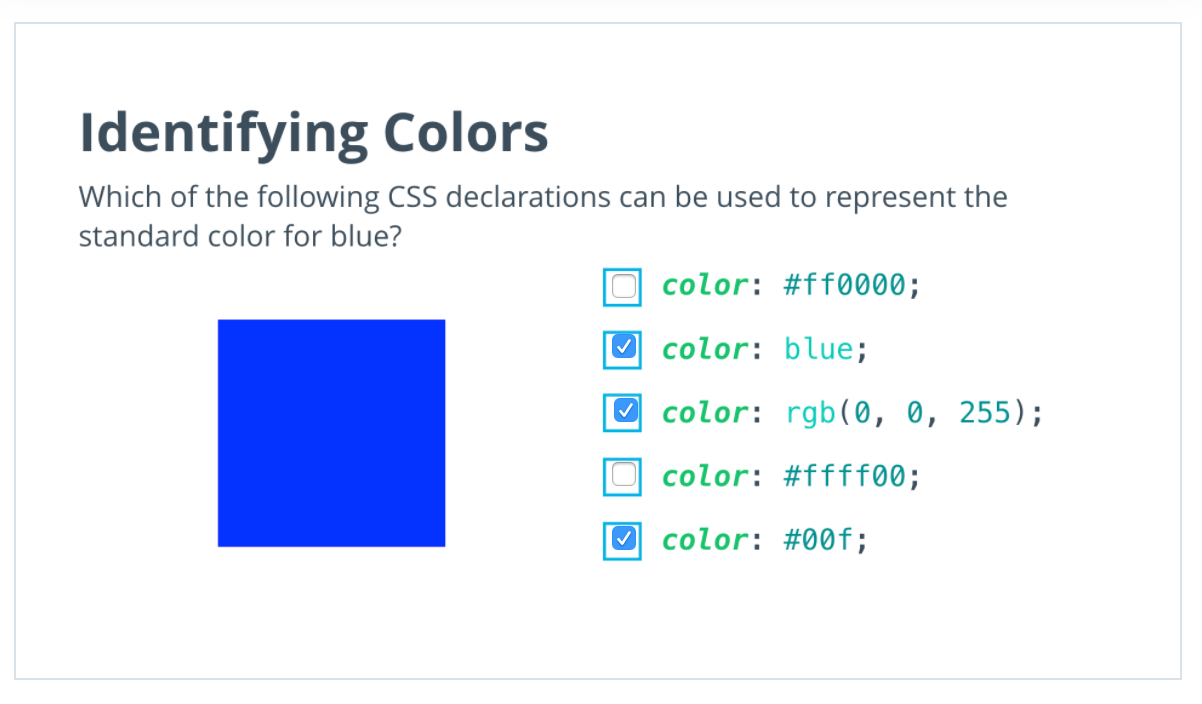 Identifying Colors
Which of the following CSS declarations can be used to represent the
standard color for blue?
color: #ff0000;
color: blue;
color: rgb(0, 0, 255);
color: #ffff00;
color: #00f;